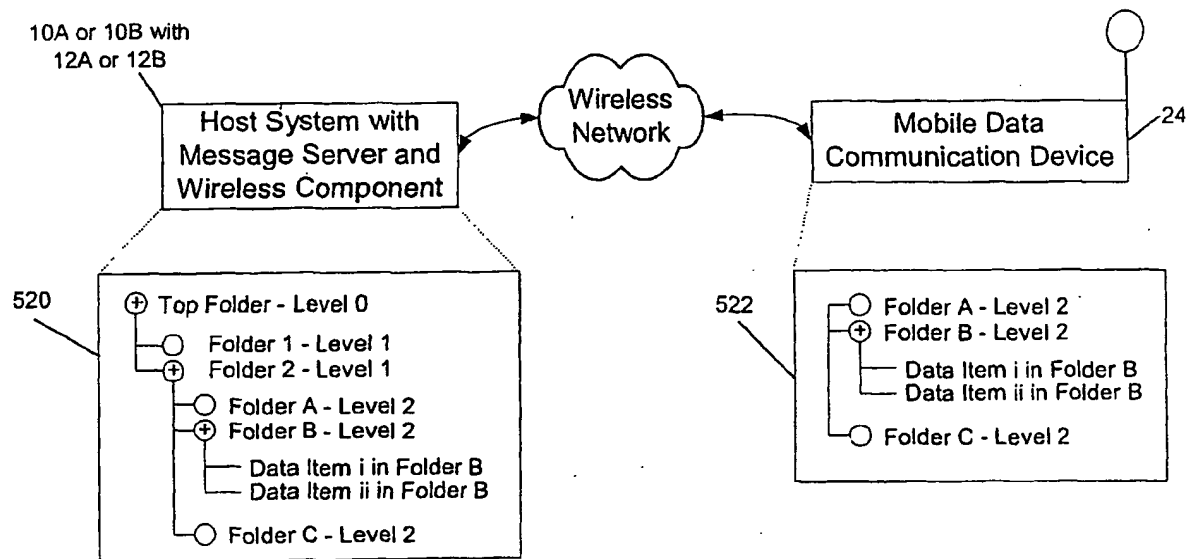 10A or 10B with
12A or 12B
Host System with
Message Server and
Wireless Component
Wireless
Network
Mobile Data
Communication Device
24
520
Top Folder - Level 0
Folder 1 - Level 1
Folder 2 - Level 1
Folder A - Level 2
Folder B - Level 2
Data Item i in Folder B
Data Item ii in Folder B
Folder C - Level 2
522
Folder A - Level 2
Folder B - Level 2
Data Item i in Folder B
Data Item ii in Folder B
Folder C - Level 2